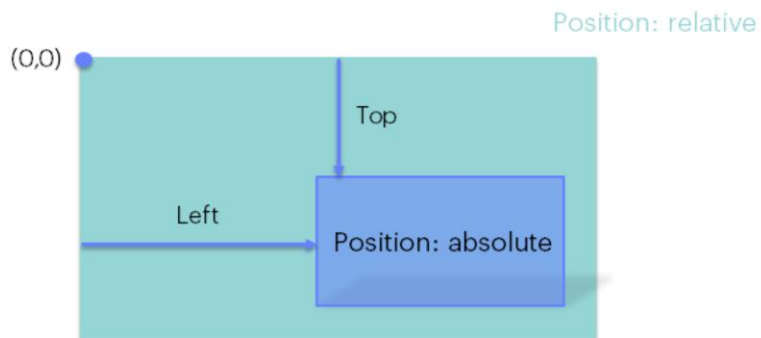 Position: relative
(0,0)
Top
Left
Position: absolute